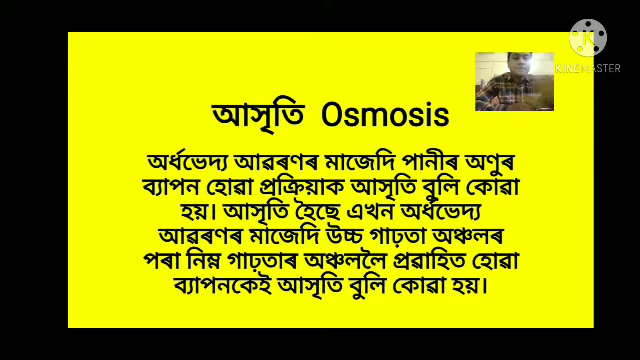 KINEMASTER
আসৃতি Osmosis
অৰ্ধভেদ্য আৱৰণৰ মাজেদি পানীৰ অণুৰ
ব্যাপন হোৱা প্ৰক্ৰিয়াক আসৃতি বুলি কোৱা
হয়। আসৃতি হৈছে এখন অৰ্ধভেদ্য
আৱৰণৰ মাজেদি উচ্চ গাঢ়তা অঞ্চলৰ
পৰা নিম্ন গাঢ়তাৰ অঞ্চললৈ প্ৰৱাহিত হোৱা
ব্যাপনকেই আসৃতি বুলি কোৱা হয়।